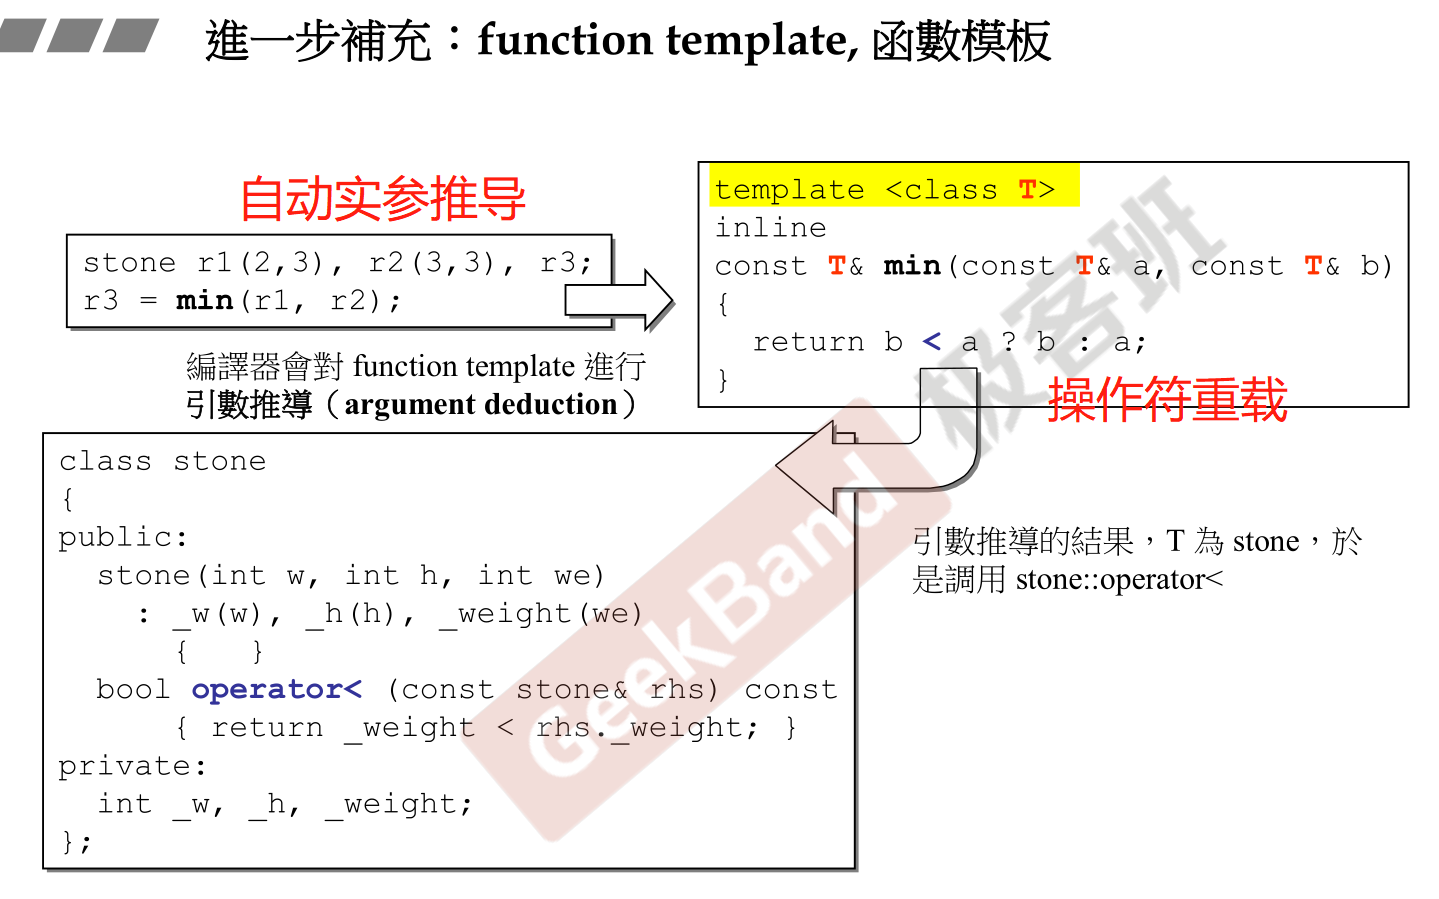 進一步補充：function template, 函數模板
自动实参推导
stone r1(2,3), r2(3,3), r3;
r3 = min(r1, r2);
編譯器會對 function template 進行
引數推導（argument deduction）
template <class T>
inline
const T& min(const T& a, const T& b)
{
return b < a ? b : a;
}
操作符重载
引數推導的結果，T 為 stone，於
是調用 stone::operator<
class stone
{
public:
stone(int w, int h, int we)
: _w(w), _h(h), _weight(we)
{ }
bool operator< (const stone& rhs) const
{ return _weight < rhs._weight; }
private:
int _w, _h, _weight;
};
GeekBand
极客班